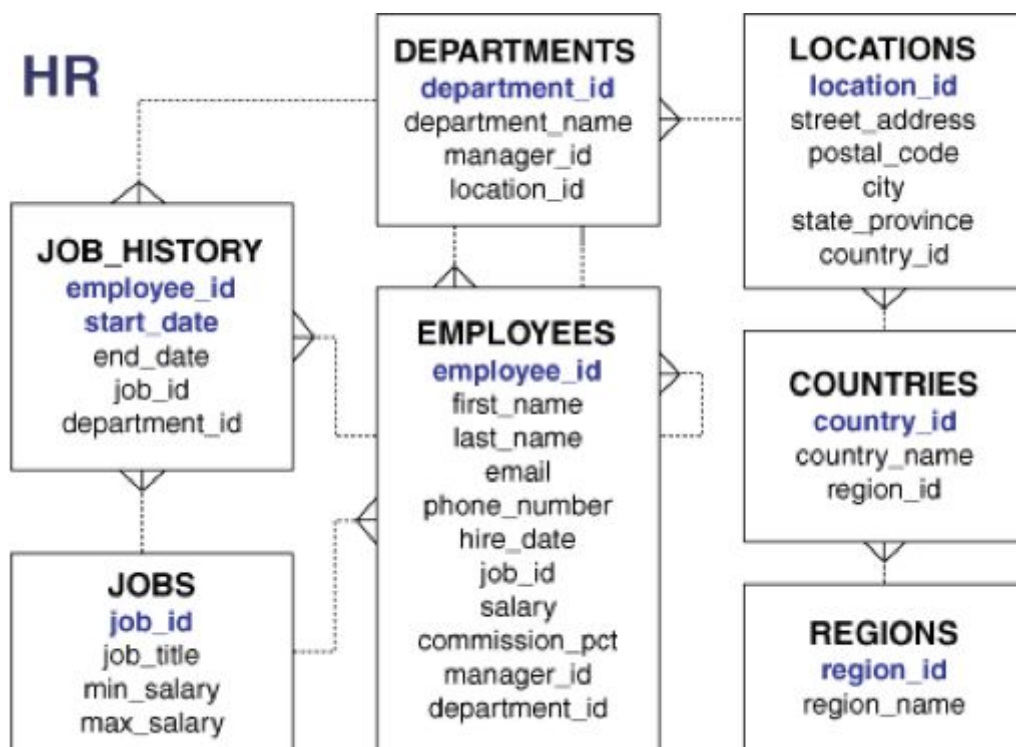 HR
DEPARTMENTS
department_id
department_name
manager_id
location_id
LOCATIONS
location_id
street_address
postal_code
city
state_province
country_id
JOB_HISTORY
employee_id
start_date
end_date
job_id
department_id
EMPLOYEES
employee_id
first_name
last_name
email
phone_number
hire_date
job_id
salary
commission_pct
manager_id
department_id
COUNTRIES
country_id
country_name
region_id
JOBS
job_id
job_title
min_salary
max_salary
REGIONS
region_id
region_name